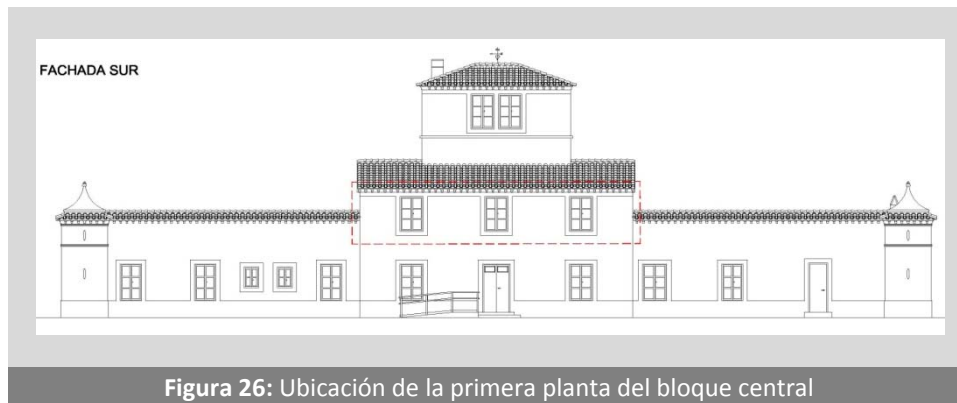 FACHADA SUR
Figura 26: Ubicación de la primera planta del bloque central